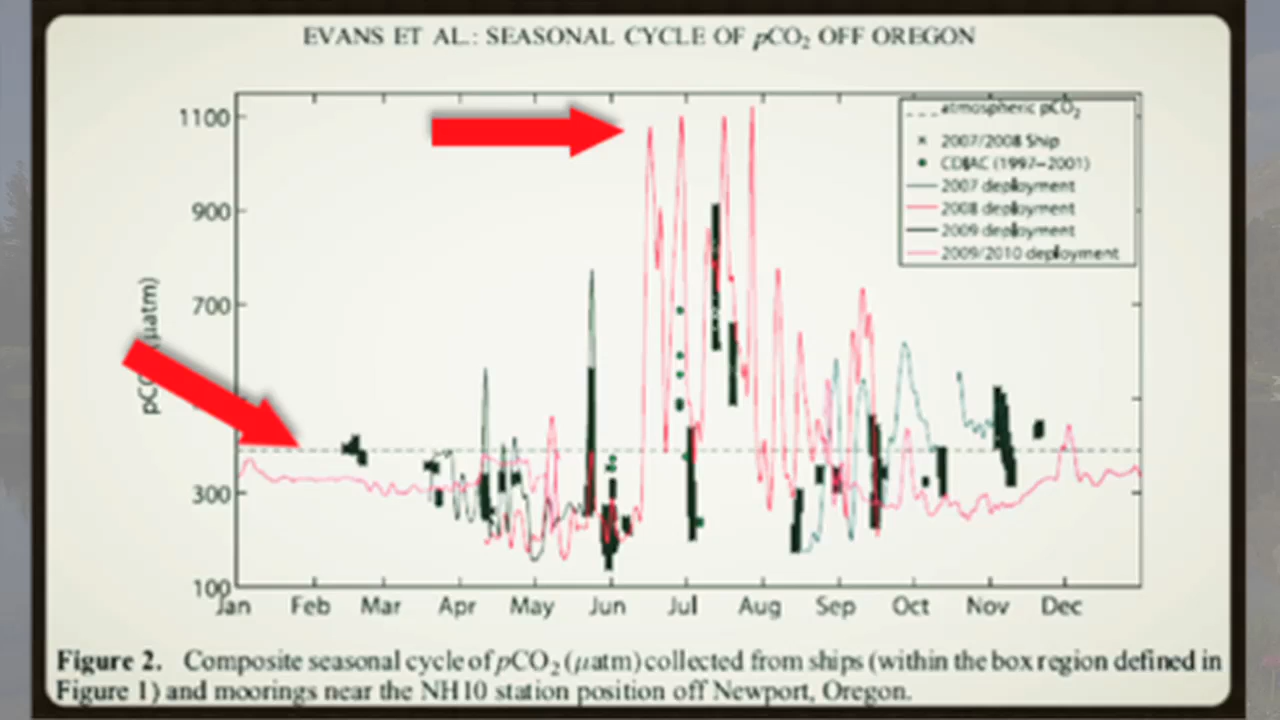 EVANS ET AL.: SEASONAL CYCLE OF pCO₂ OFF OREGON
1100
900
700
300
100
atmospheric pCO₂
2007/2008 Ship
CDIAC (1997–2001)
2007 deployment
2008 deployment
2009 deployment
2009/2010 deployment
Jan Feb Mar Apr May Jun Jul Aug Sep Oct Nov Dec
Figure 2. Composite seasonal cycle of pCO₂ (μatm) collected from ships (within the box region defined in
Figure 1) and moorings near the NH10 station position off Newport, Oregon.